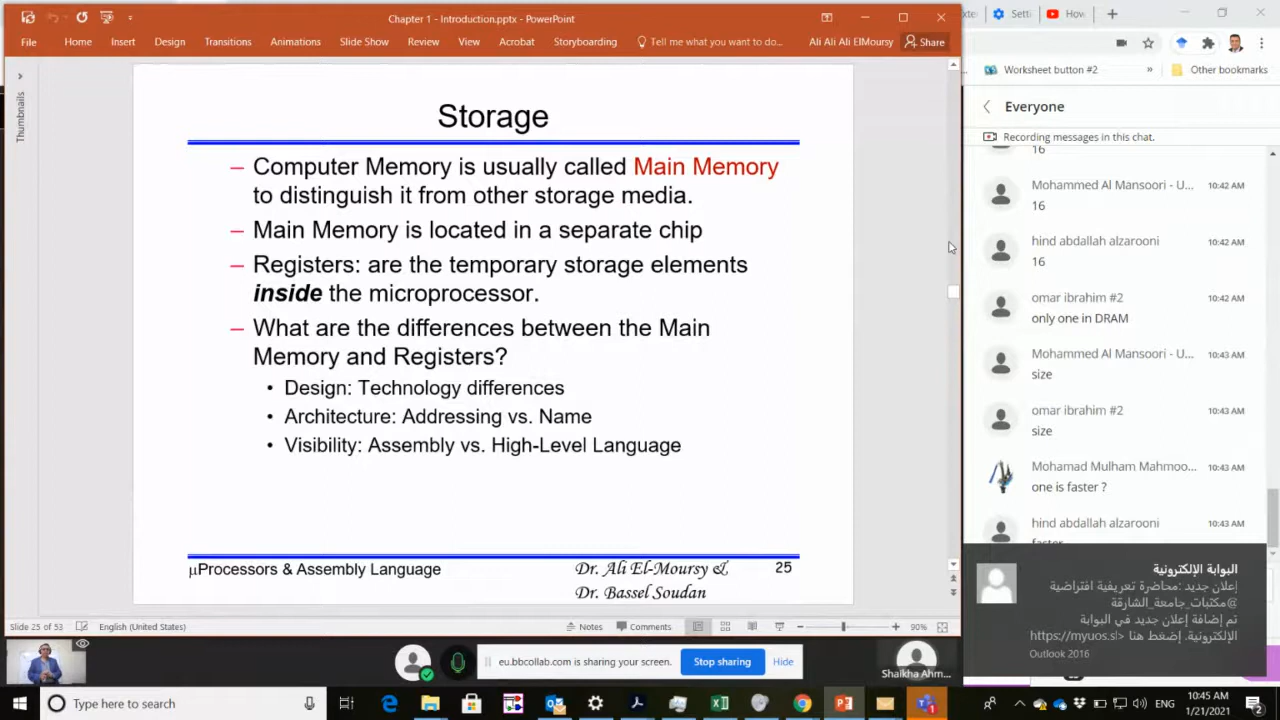 Chapter 1 - Introduction.pptx - PowerPoint
File Home Insert Design Transitions Animations Slide Show Review View Acrobat Storyboarding Tell me what you want to do... Ali Ali Ali ElMoursy Share
Thumbnails
Storage
– Computer Memory is usually called Main Memory
to distinguish it from other storage media.
– Main Memory is located in a separate chip
– Registers: are the temporary storage elements
inside the microprocessor.
– What are the differences between the Main
Memory and Registers?
• Design: Technology differences
• Architecture: Addressing vs. Name
• Visibility: Assembly vs. High-Level Language
µProcessors & Assembly Language
Dr. Ali El-Moursy &
Dr. Bassel Soudan
25
Slide 25 of 53 English (United States) Notes Comments 90%
eu.bbcollab.com is sharing your screen. Stop sharing Hide
Shaikha Ahm...
Setti How
Worksheet button #2 » Other bookmarks
Everyone
Recording messages in this chat.
16
Mohammed Al Mansoori - U... 10:42 AM
16
hind abdallah alzarooni 10:42 AM
16
omar ibrahim #2 10:42 AM
only one in DRAM
Mohammed Al Mansoori - U... 10:43 AM
size
omar ibrahim #2 10:43 AM
size
Mohamad Mulham Mahmoo... 10:43 AM
one is faster ?
hind abdallah alzarooni 10:43 AM
faster
البوابة الإلكترونية
إعلان جديد :محاضرة تعريفية افتراضية
@مكتبات_جامعة_الشارقة
تم إضافة إعلان جديد في البوابة
الإلكترونية. إضغط هنا <https://myuos.sl
Outlook 2016
Type here to search
ENG
10:45 AM
1/21/2021
2